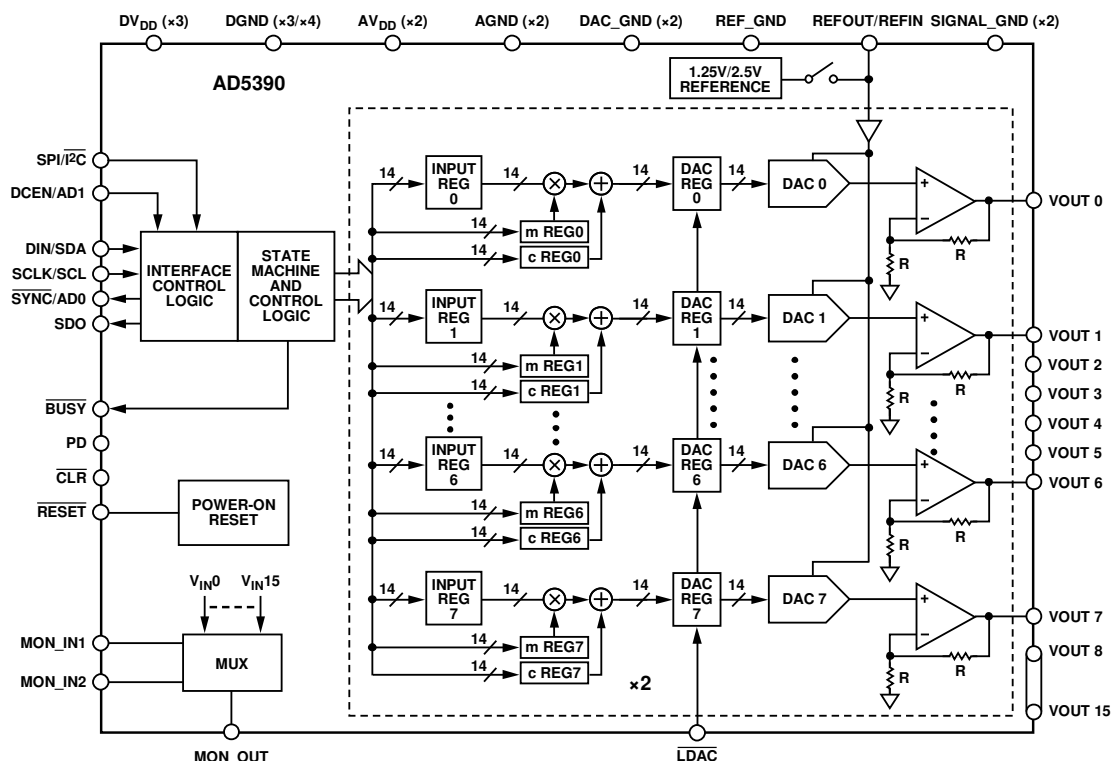 DV_DD (×3) DGND (×3/×4) AV_DD (×2) AGND (×2) DAC_GND (×2) REF_GND REFOUT/REFIN SIGNAL_GND (×2)
AD5390
1.25V/2.5V
REFERENCE
SPI/I²C
DCEN/AD1
DIN/SDA
SCLK/SCL
SYNC/AD0
SDO
BUSY
PD
CLR
RESET
MON_IN1
MON_IN2
INTERFACE
CONTROL
LOGIC
STATE
MACHINE
AND
CONTROL
LOGIC
POWER-ON
RESET
V_IN0 V_IN15
MUX
MON_OUT
14 INPUT REG 0 14 × + 14 DAC REG 0 14 DAC 0 + − R R
14 m REG0
14 c REG0
14 INPUT REG 1 14 × + 14 DAC REG 1 14 DAC 1 + − R R
14 m REG1
14 c REG1
14 INPUT REG 6 14 × + 14 DAC REG 6 14 DAC 6 + − R R
14 m REG6
14 c REG6
14 INPUT REG 7 14 × + 14 DAC REG 7 14 DAC 7 + − R R
14 m REG7
14 c REG7
×2
LDAC
VOUT 0
VOUT 1
VOUT 2
VOUT 3
VOUT 4
VOUT 5
VOUT 6
VOUT 7
VOUT 8
VOUT 15